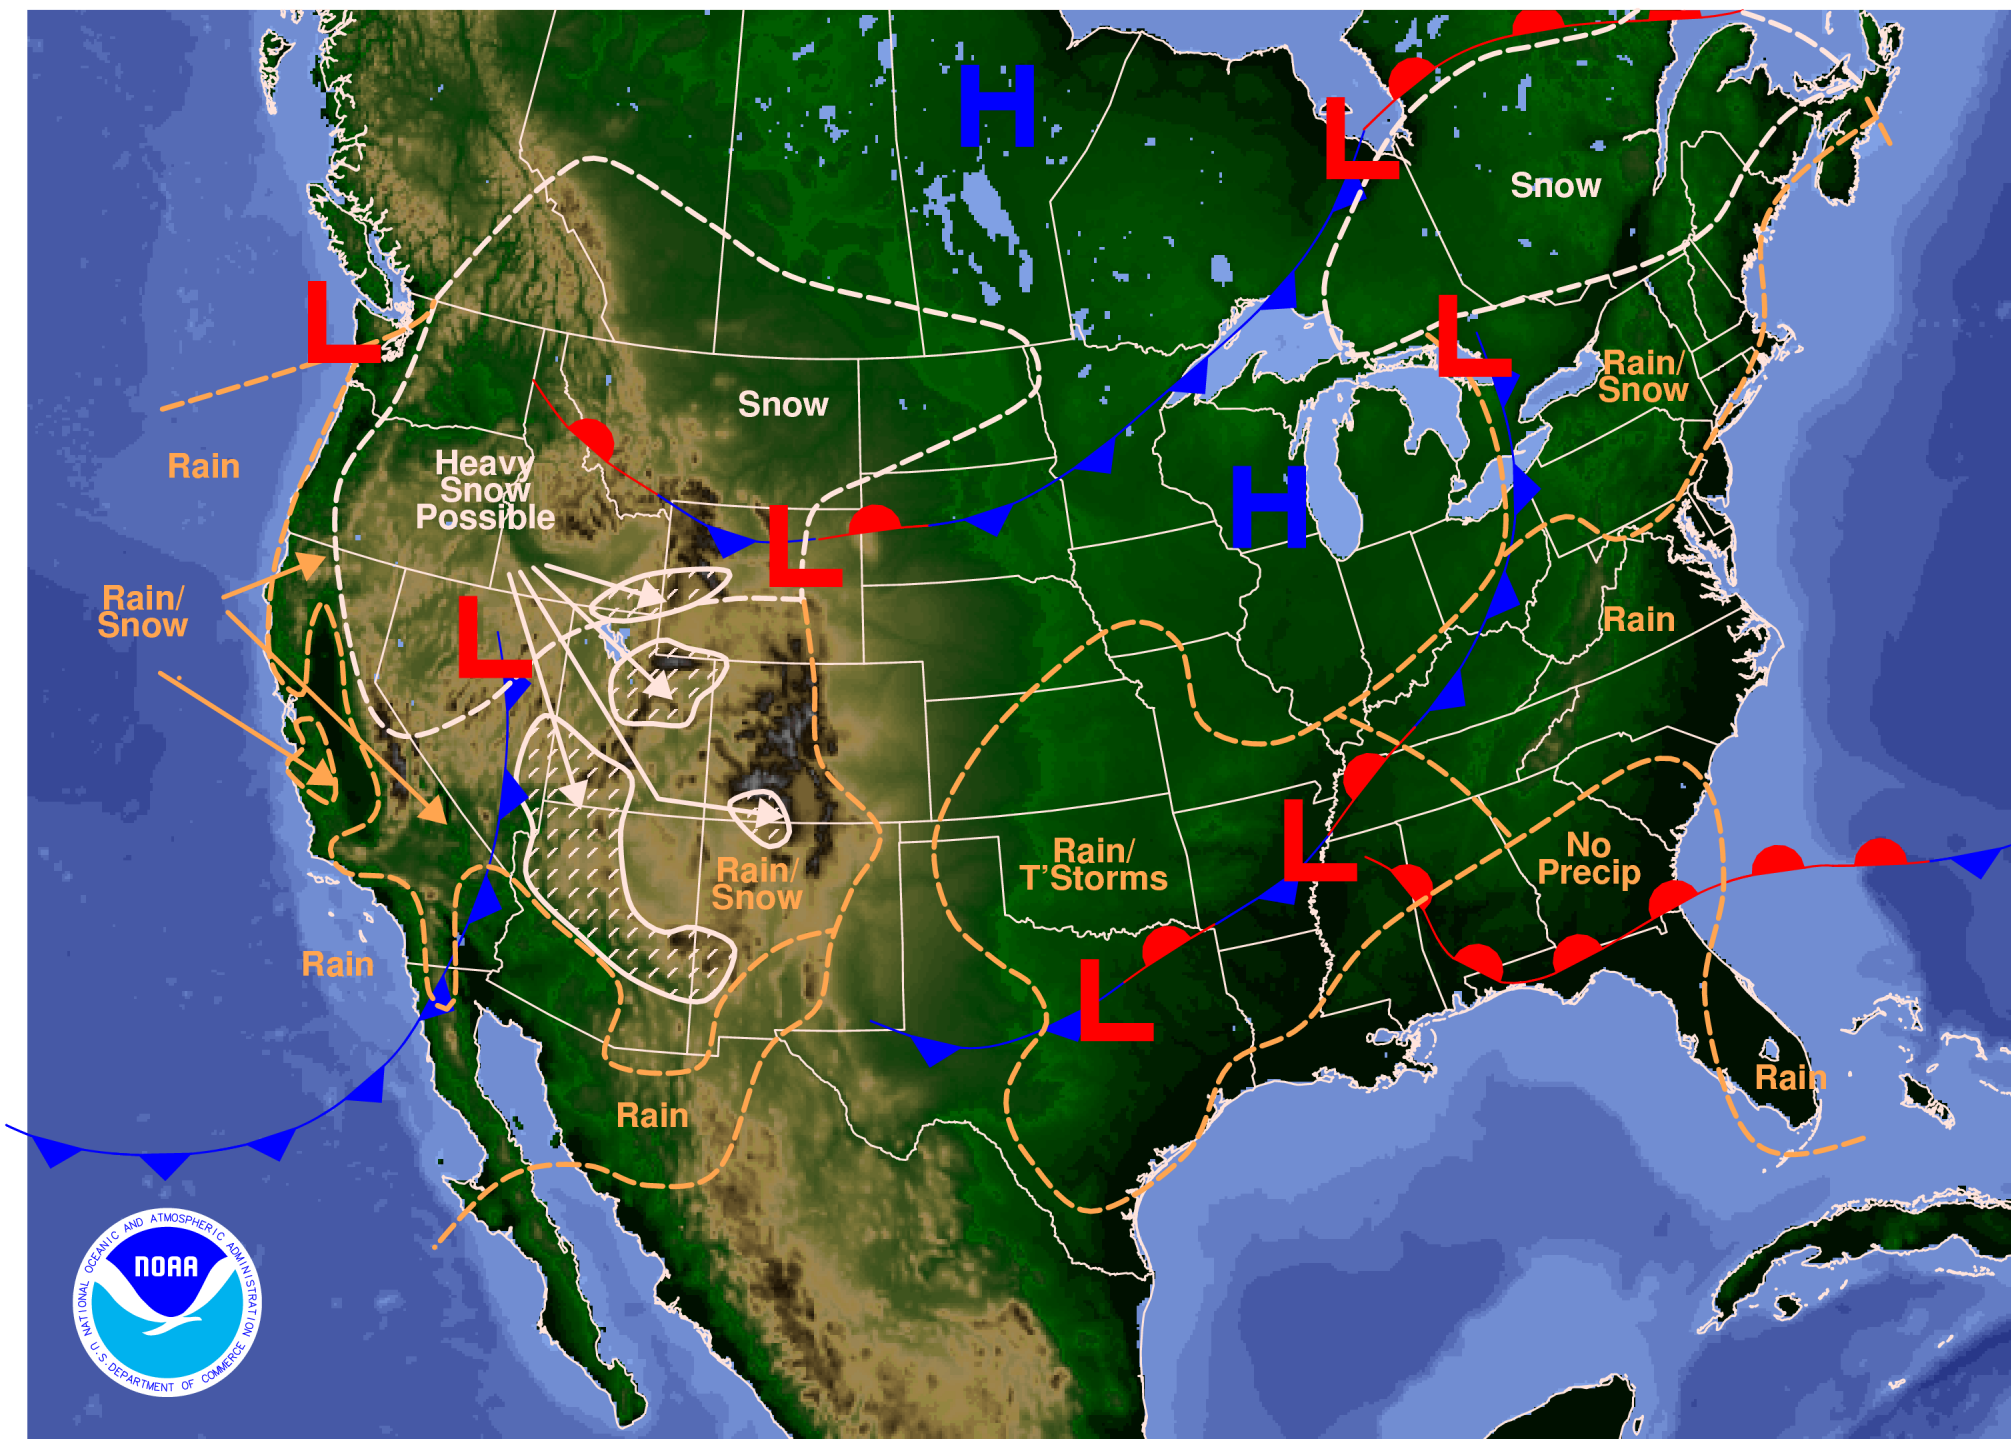 H
L
Snow
L
L
Rain/
Snow
Snow
Rain
Heavy
Snow
Possible
H
L
Rain/
Snow
L
Rain
L
Rain/
Snow
Rain/
T'Storms
No
Precip
Rain
L
Rain
Rain
NOAA
NATIONAL OCEANIC AND ATMOSPHERIC ADMINISTRATION
U.S. DEPARTMENT OF COMMERCE